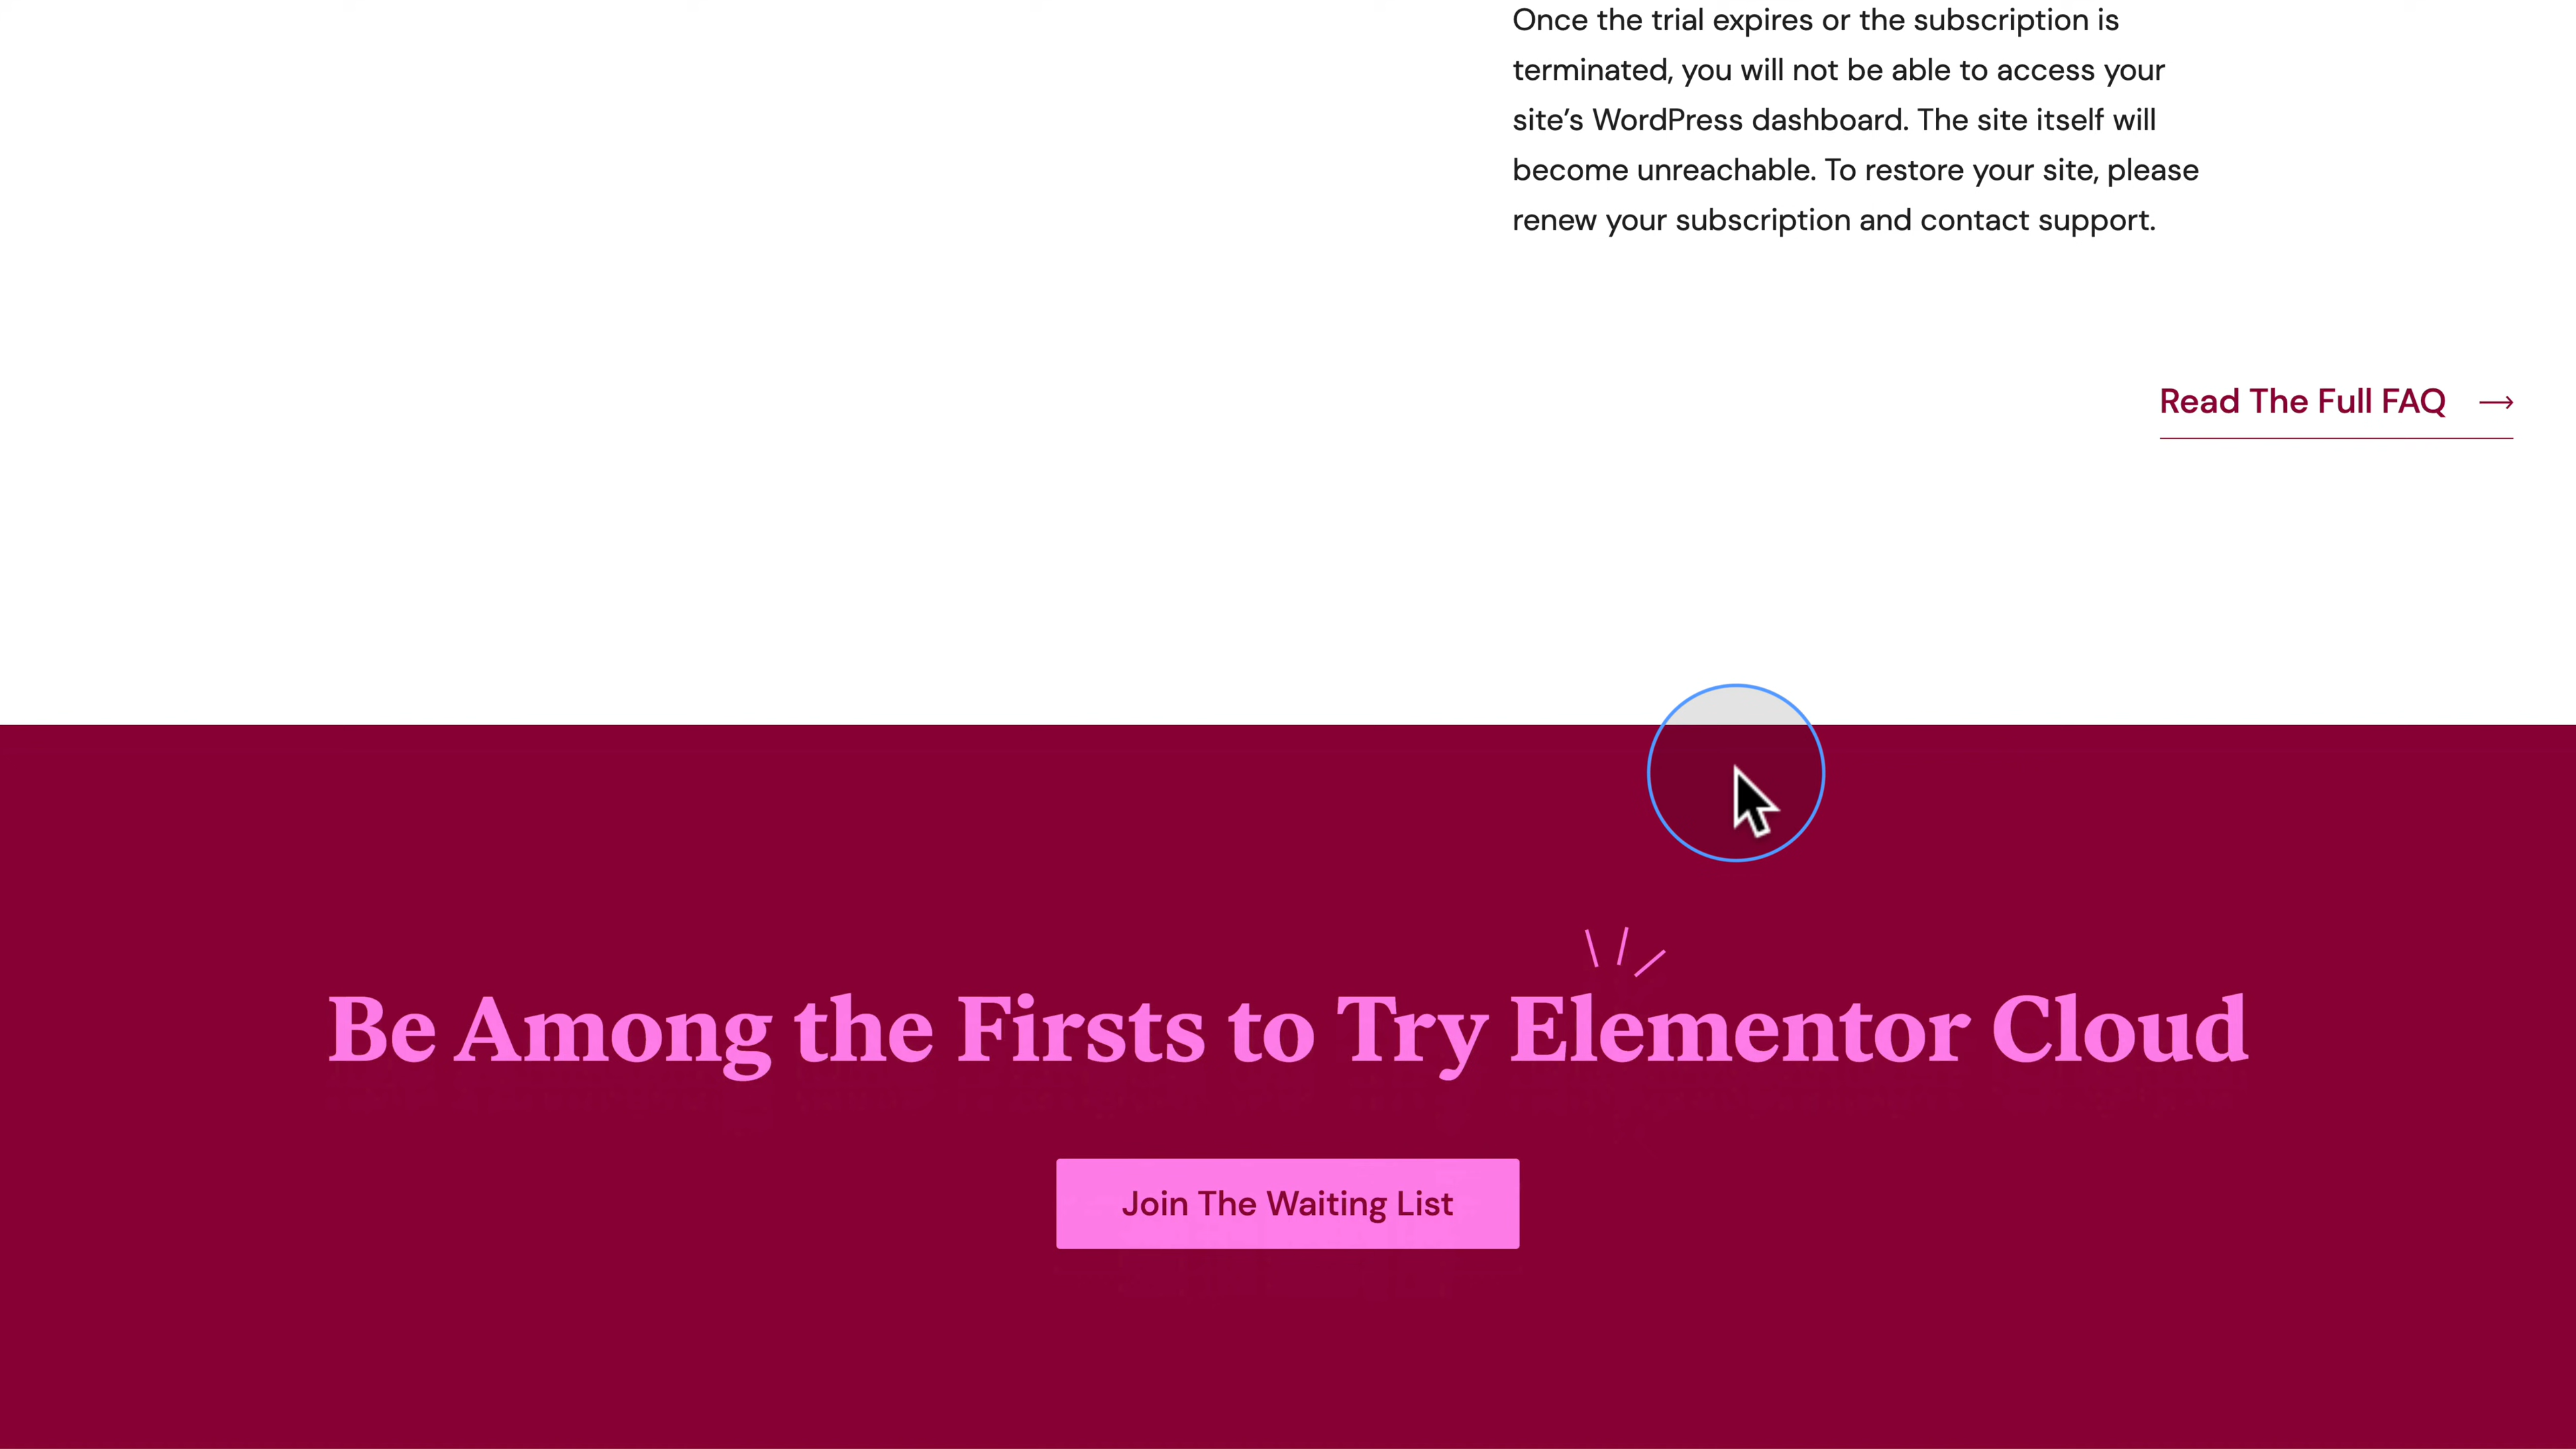 Once the trial expires or the subscription is
terminated, you will not be able to access your
site’s WordPress dashboard. The site itself will
become unreachable. To restore your site, please
renew your subscription and contact support.
Read The Full FAQ
Be Among the Firsts to Try Elementor Cloud
Join The Waiting List